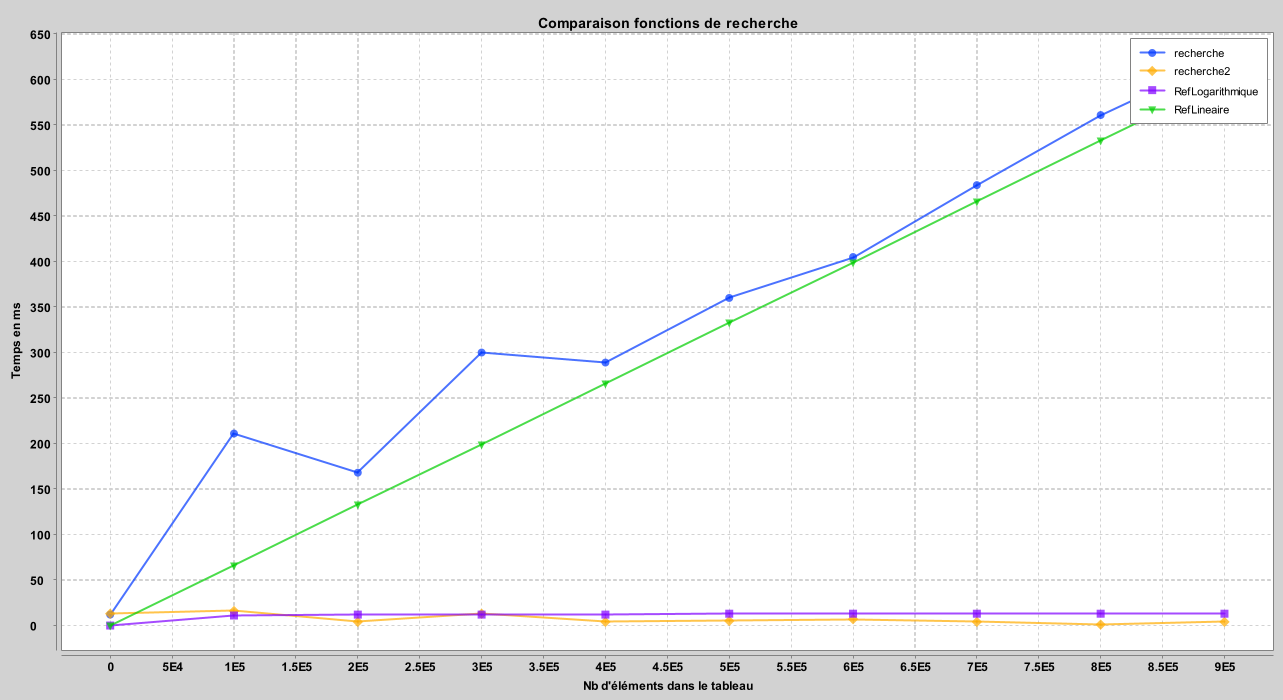 Comparaison fonctions de recherche
650
600
550
500
450
400
350
300
250
200
150
100
50
0
Temps en ms
recherche
recherche2
RefLogarithmique
RefLineaire
0 5E4 1E5 1.5E5 2E5 2.5E5 3E5 3.5E5 4E5 4.5E5 5E5 5.5E5 6E5 6.5E5 7E5 7.5E5 8E5 8.5E5 9E5
Nb d'éléments dans le tableau